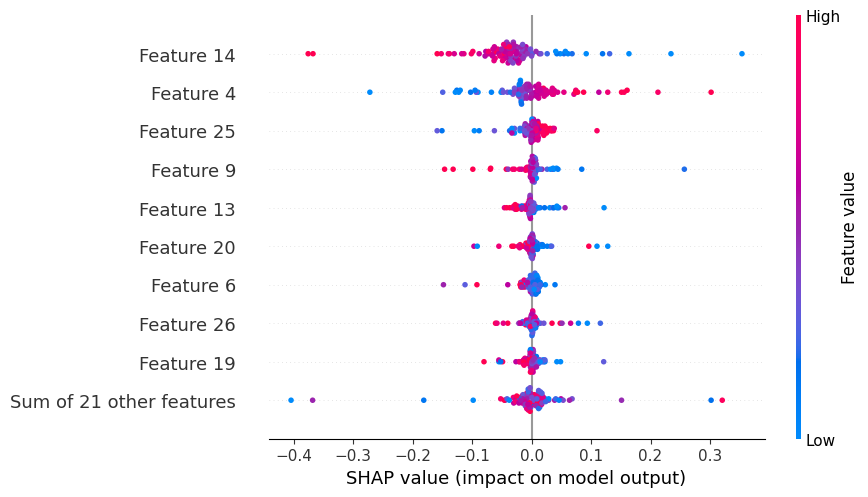 High
Feature 14
Feature 4
Feature 25
Feature 9
Feature 13
Feature 20
Feature 6
Feature 26
Feature 19
Sum of 21 other features
Feature value
Low
−0.4 −0.3 −0.2 −0.1 0.0 0.1 0.2 0.3
SHAP value (impact on model output)